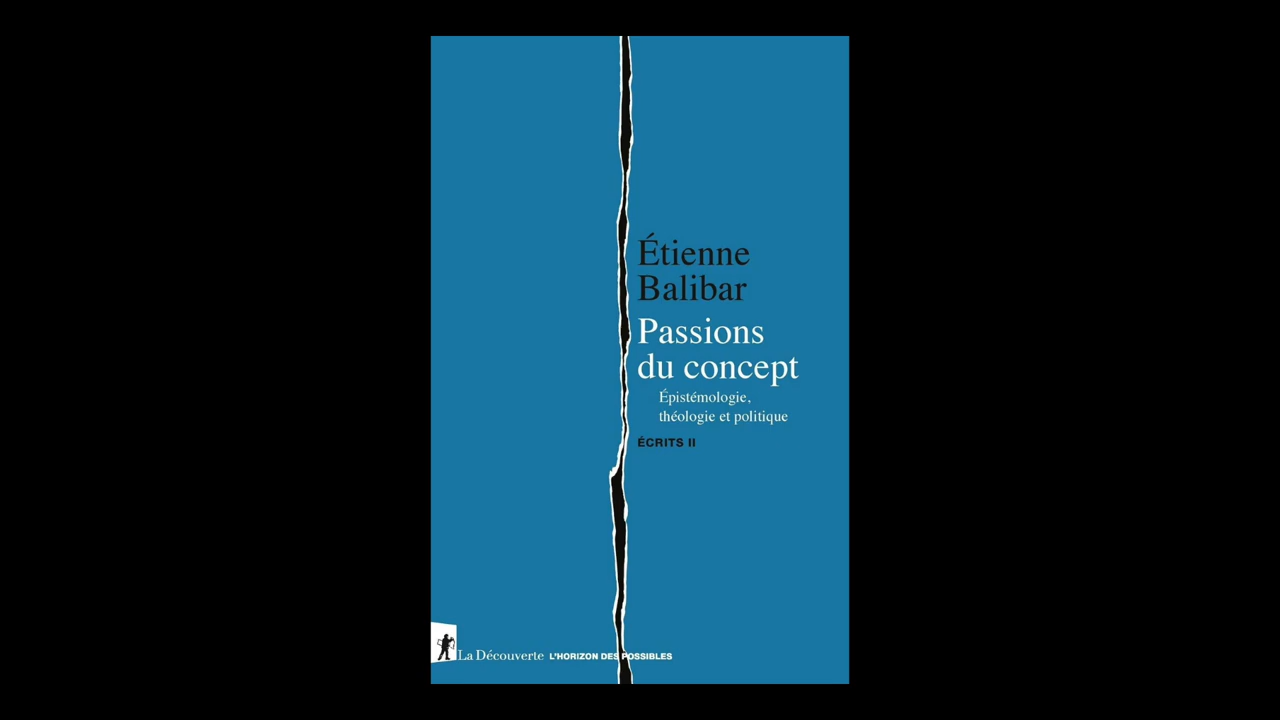 Étienne
Balibar
Passions
du concept
Épistémologie,
théologie et politique
ÉCRITS II
La Découverte L'HORIZON DES POSSIBLES